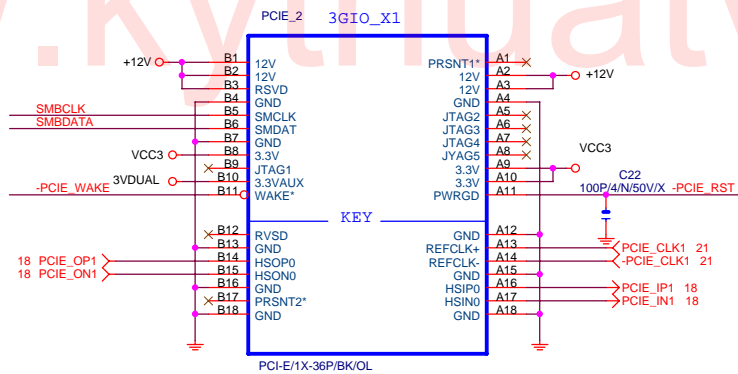 .kythuatv
PCIE_2 3GIO_X1
+12V B1 12V PRSNT1* A1
B2 12V 12V A2 +12V
B3 RSVD 12V A3
B4 GND GND A4
SMBCLK B5 SMCLK JTAG2 A5
SMBDATA B6 SMDAT JTAG3 A6
B7 GND JTAG4 A7
VCC3 B8 3.3V JYAG5 A8 VCC3
B9 JTAG1 3.3V A9
3VDUAL B10 3.3VAUX 3.3V A10 C22
-PCIE_WAKE B11 WAKE* PWRGD A11 100P/4/N/50V/X -PCIE_RST
KEY
B12 RVSD GND A12
B13 GND REFCLK+ A13 PCIE_CLK1 21
18 PCIE_OP1 B14 HSOP0 REFCLK- A14 -PCIE_CLK1 21
18 PCIE_ON1 B15 HSON0 GND A15
B16 GND HSIP0 A16 PCIE_IP1 18
B17 PRSNT2* HSIN0 A17 PCIE_IN1 18
B18 GND GND A18
PCI-E/1X-36P/BK/OL